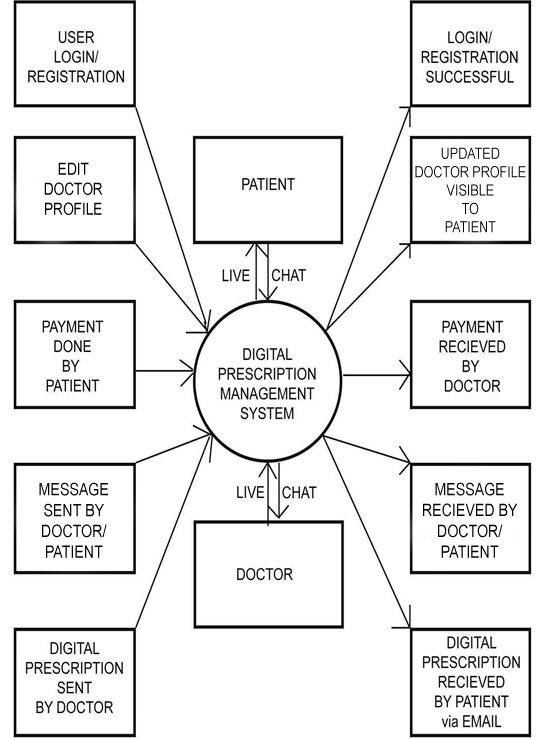 USER
LOGIN/
REGISTRATION
LOGIN/
REGISTRATION
SUCCESSFUL
EDIT
DOCTOR
PROFILE
PATIENT
UPDATED
DOCTOR PROFILE
VISIBLE
TO
PATIENT
LIVE CHAT
PAYMENT
DONE
BY
PATIENT
DIGITAL
PRESCRIPTION
MANAGEMENT
SYSTEM
PAYMENT
RECIEVED
BY
DOCTOR
MESSAGE
SENT BY
DOCTOR/
PATIENT
LIVE CHAT
DOCTOR
MESSAGE
RECIEVED BY
DOCTOR/
PATIENT
DIGITAL
PRESCRIPTION
SENT
BY DOCTOR
DIGITAL
PRESCRIPTION
RECIEVED
BY PATIENT
via EMAIL